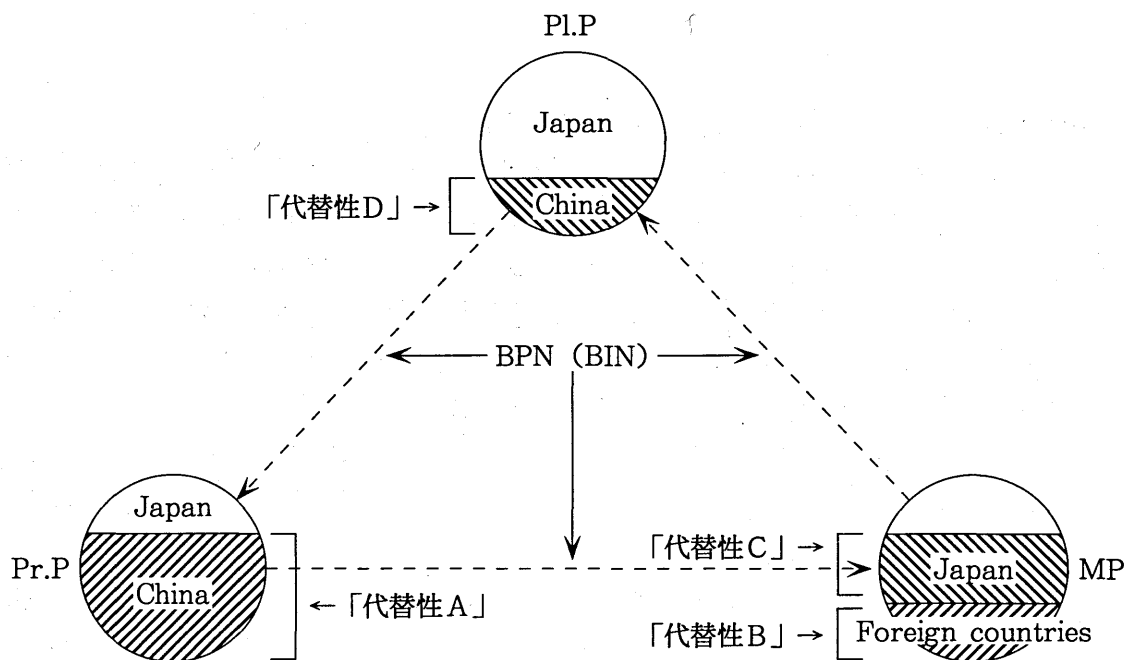 Pl.P
Japan
「代替性D」→
China
BPN (BIN)
Japan
Pr.P
China
←「代替性A」
「代替性C」→
Japan
MP
「代替性B」→
Foreign countries